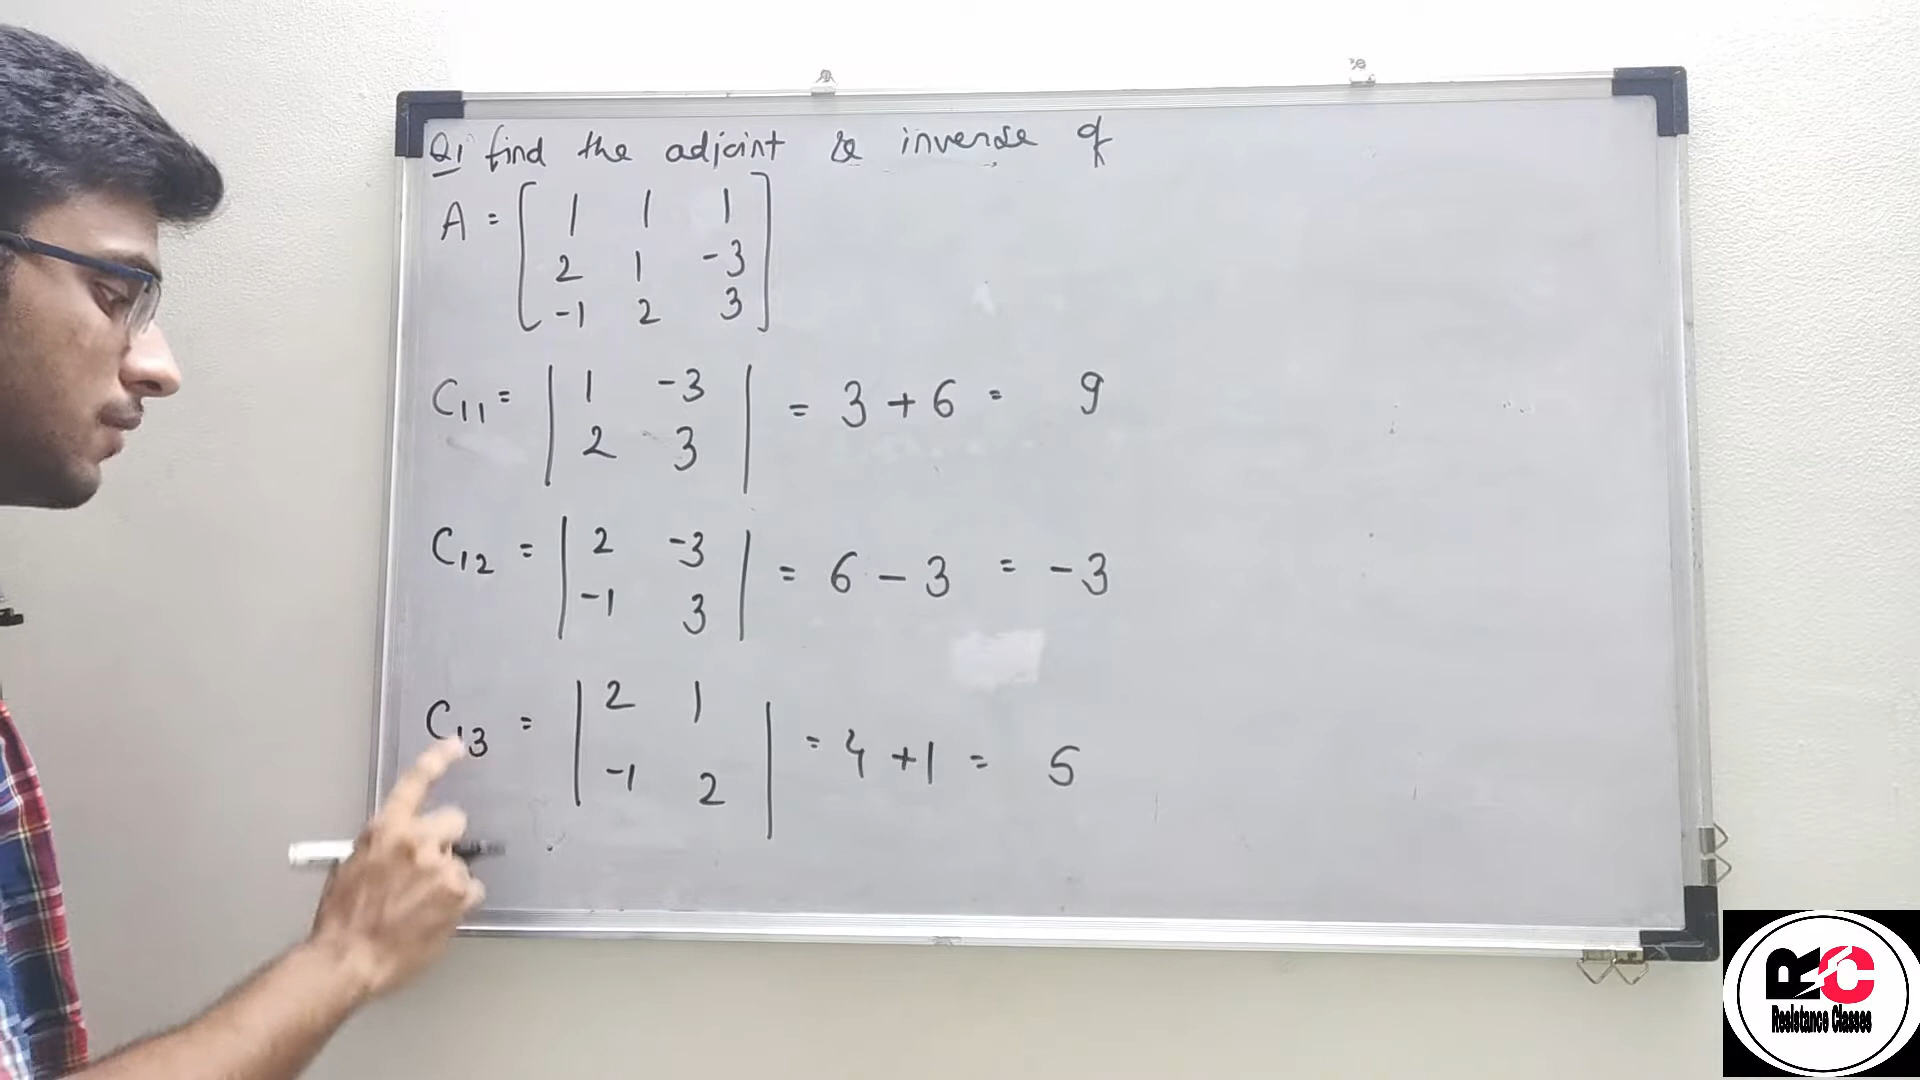 Q1 find the adjoint & inverse of
A = [ 1 1 1
2 1 -3
-1 2 3 ]
C11 = | 1 -3 | = 3 + 6 = 9
2 3
C12 = | 2 -3 | = 6 - 3 = -3
-1 3
C13 = | 2 1 | = 4 + 1 = 5
-1 2
RC
Resistance Classes